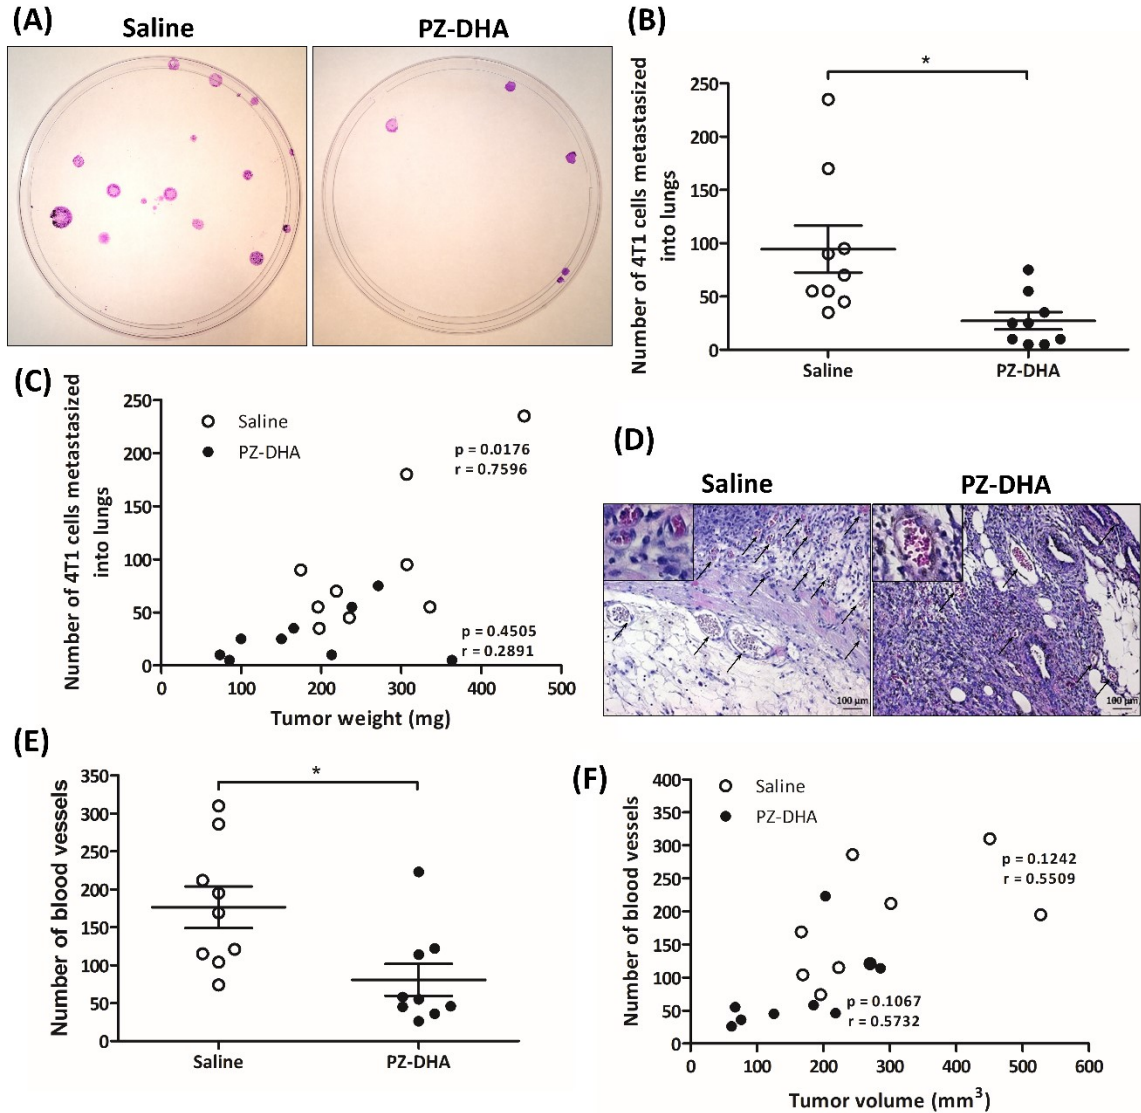 (A)
Saline
PZ-DHA
(B)
Number of 4T1 cells metastasized
into lungs
250
200
150
100
50
0
*
Saline
PZ-DHA
(C)
Number of 4T1 cells metastasized
into lungs
250
200
150
100
50
0
Saline
PZ-DHA
p = 0.0176
r = 0.7596
p = 0.4505
r = 0.2891
0
100
200
300
400
500
Tumor weight (mg)
(D)
Saline
PZ-DHA
100 µm
100 µm
(E)
Number of blood vessels
350
300
250
200
150
100
50
0
*
Saline
PZ-DHA
(F)
Number of blood vessels
400
350
300
250
200
150
100
50
0
Saline
PZ-DHA
p = 0.1242
r = 0.5509
p = 0.1067
r = 0.5732
0
100
200
300
400
500
600
Tumor volume (mm³)